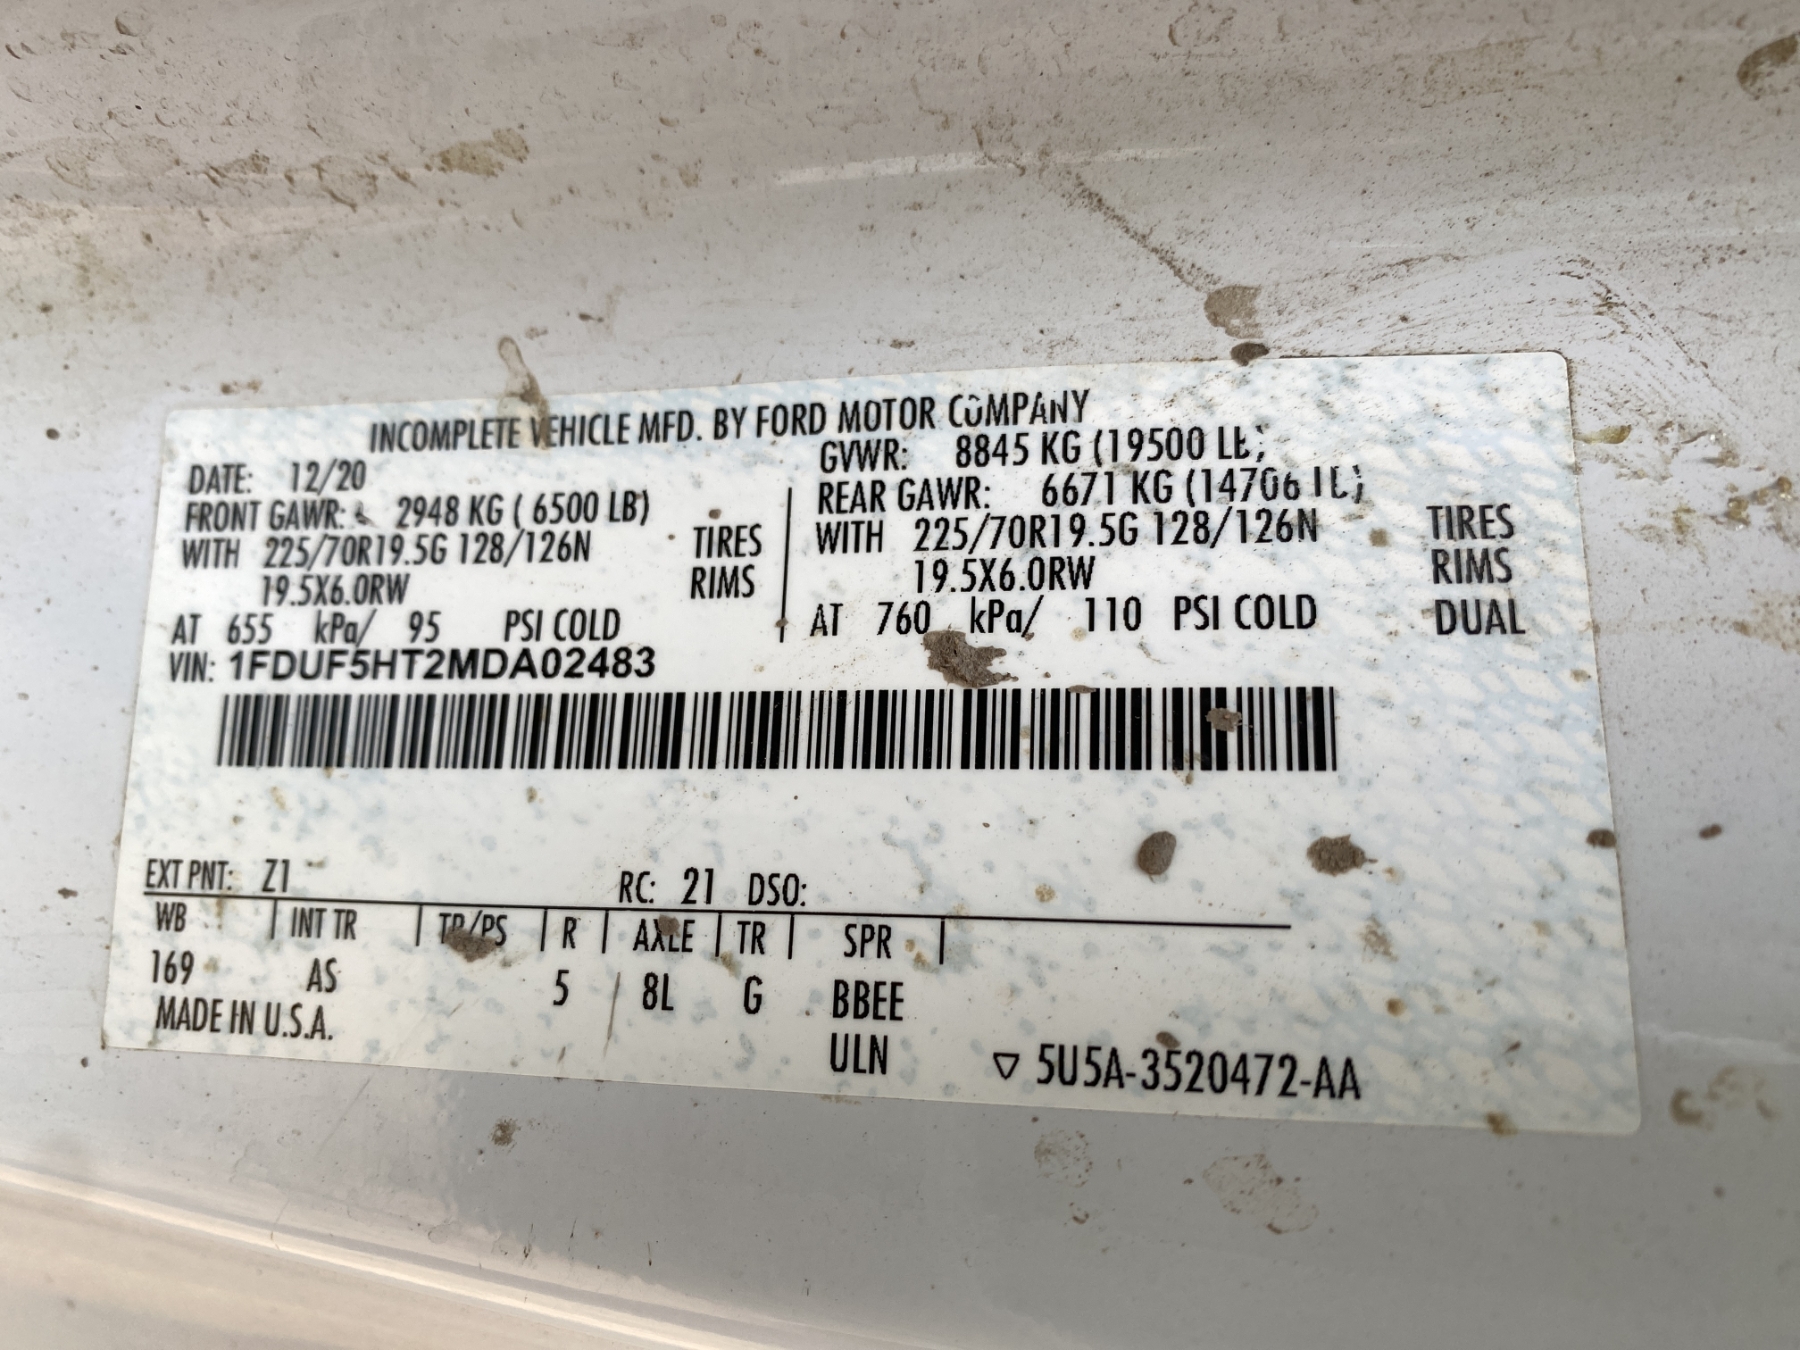 INCOMPLETE VEHICLE MFD. BY FORD MOTOR COMPANY
DATE: 12/20
GVWR: 8845 KG (19500 LB)
FRONT GAWR: 2948 KG ( 6500 LB)
REAR GAWR: 6671 KG (14706 LB)
WITH 225/70R19.5G 128/126N TIRES
19.5X6.0RW RIMS
AT 655 kPa/ 95 PSI COLD
WITH 225/70R19.5G 128/126N TIRES
19.5X6.0RW RIMS
AT 760 kPa/ 110 PSI COLD DUAL
VIN: 1FDUF5HT2MDA02483
EXT PNT: Z1 RC: 21 DSO:
WB | INT TR | TP/PS | R | AXLE | TR | SPR |
169 AS 5 8L G BBEE
MADE IN U.S.A.
ULN
▽ 5U5A-3520472-AA